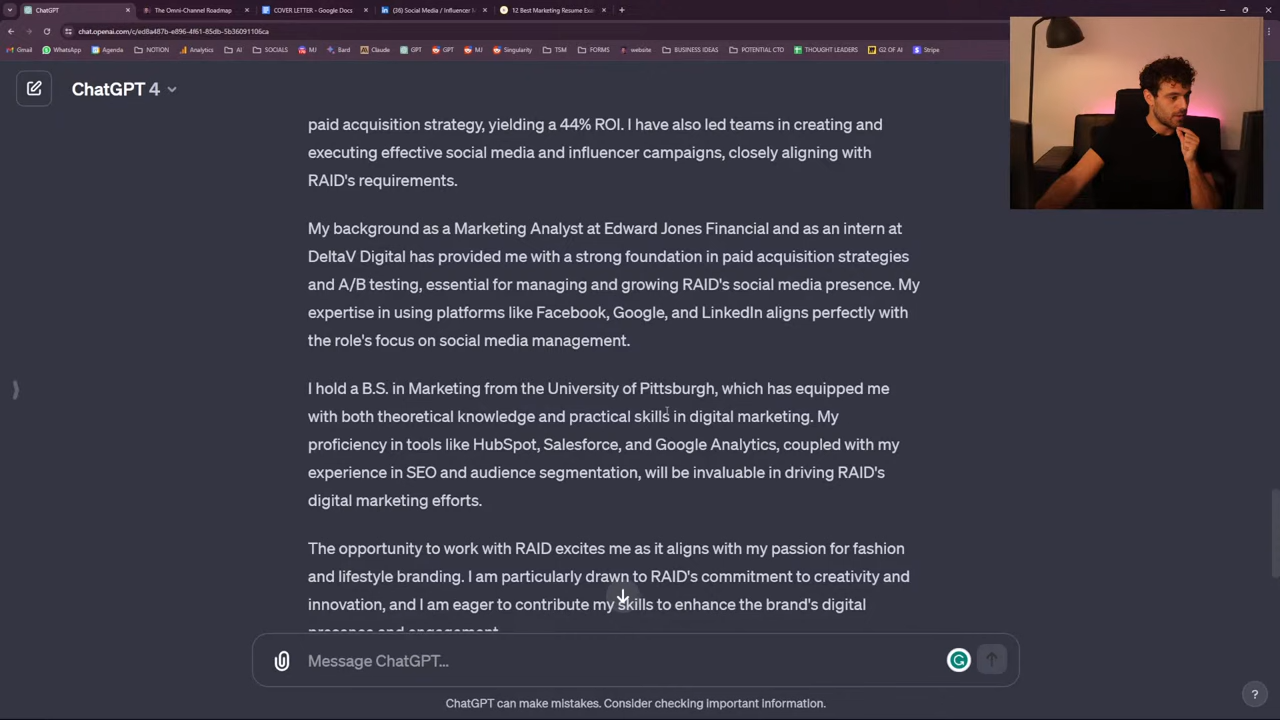 ChatGPT
The Omni-Channel Roadmap
COVER LETTER - Google Docs
(36) Social Media / Influencer M
12 Best Marketing Resume Exa
chat.openai.com/c/ed8a487b-e896-4f61-85db-5b36091106ca
Gmail WhatsApp Agenda NOTION Analytics AI SOCIALS MJ Bard Claude GPT GPT MJ Singularity TSM FORMS website BUSINESS IDEAS POTENTIAL CTO THOUGHT LEADERS G2 OF AI Stripe
ChatGPT 4
paid acquisition strategy, yielding a 44% ROI. I have also led teams in creating and
executing effective social media and influencer campaigns, closely aligning with
RAID's requirements.
My background as a Marketing Analyst at Edward Jones Financial and as an intern at
DeltaV Digital has provided me with a strong foundation in paid acquisition strategies
and A/B testing, essential for managing and growing RAID's social media presence. My
expertise in using platforms like Facebook, Google, and LinkedIn aligns perfectly with
the role's focus on social media management.
I hold a B.S. in Marketing from the University of Pittsburgh, which has equipped me
with both theoretical knowledge and practical skills in digital marketing. My
proficiency in tools like HubSpot, Salesforce, and Google Analytics, coupled with my
experience in SEO and audience segmentation, will be invaluable in driving RAID's
digital marketing efforts.
The opportunity to work with RAID excites me as it aligns with my passion for fashion
and lifestyle branding. I am particularly drawn to RAID's commitment to creativity and
innovation, and I am eager to contribute my skills to enhance the brand's digital
presence and engagement.
Message ChatGPT...
ChatGPT can make mistakes. Consider checking important information.
?